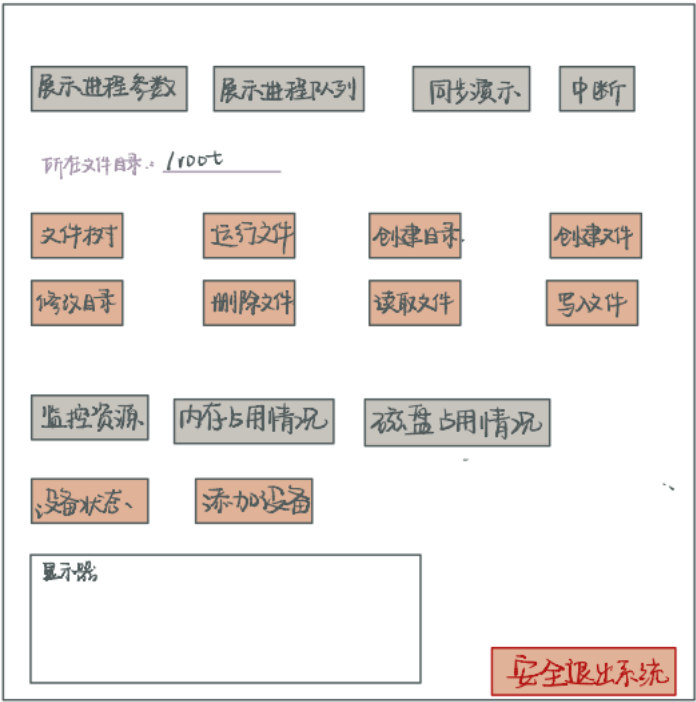 展示进程参数 展示进程队列 同步演示 中断
所在文件目录: /root
文件树 运行文件 创建目录 创建文件
修改目录 删除文件 读取文件 写入文件
监控资源 内存占用情况 磁盘占用情况
设备状态 添加设备
显示器
安全退出系统